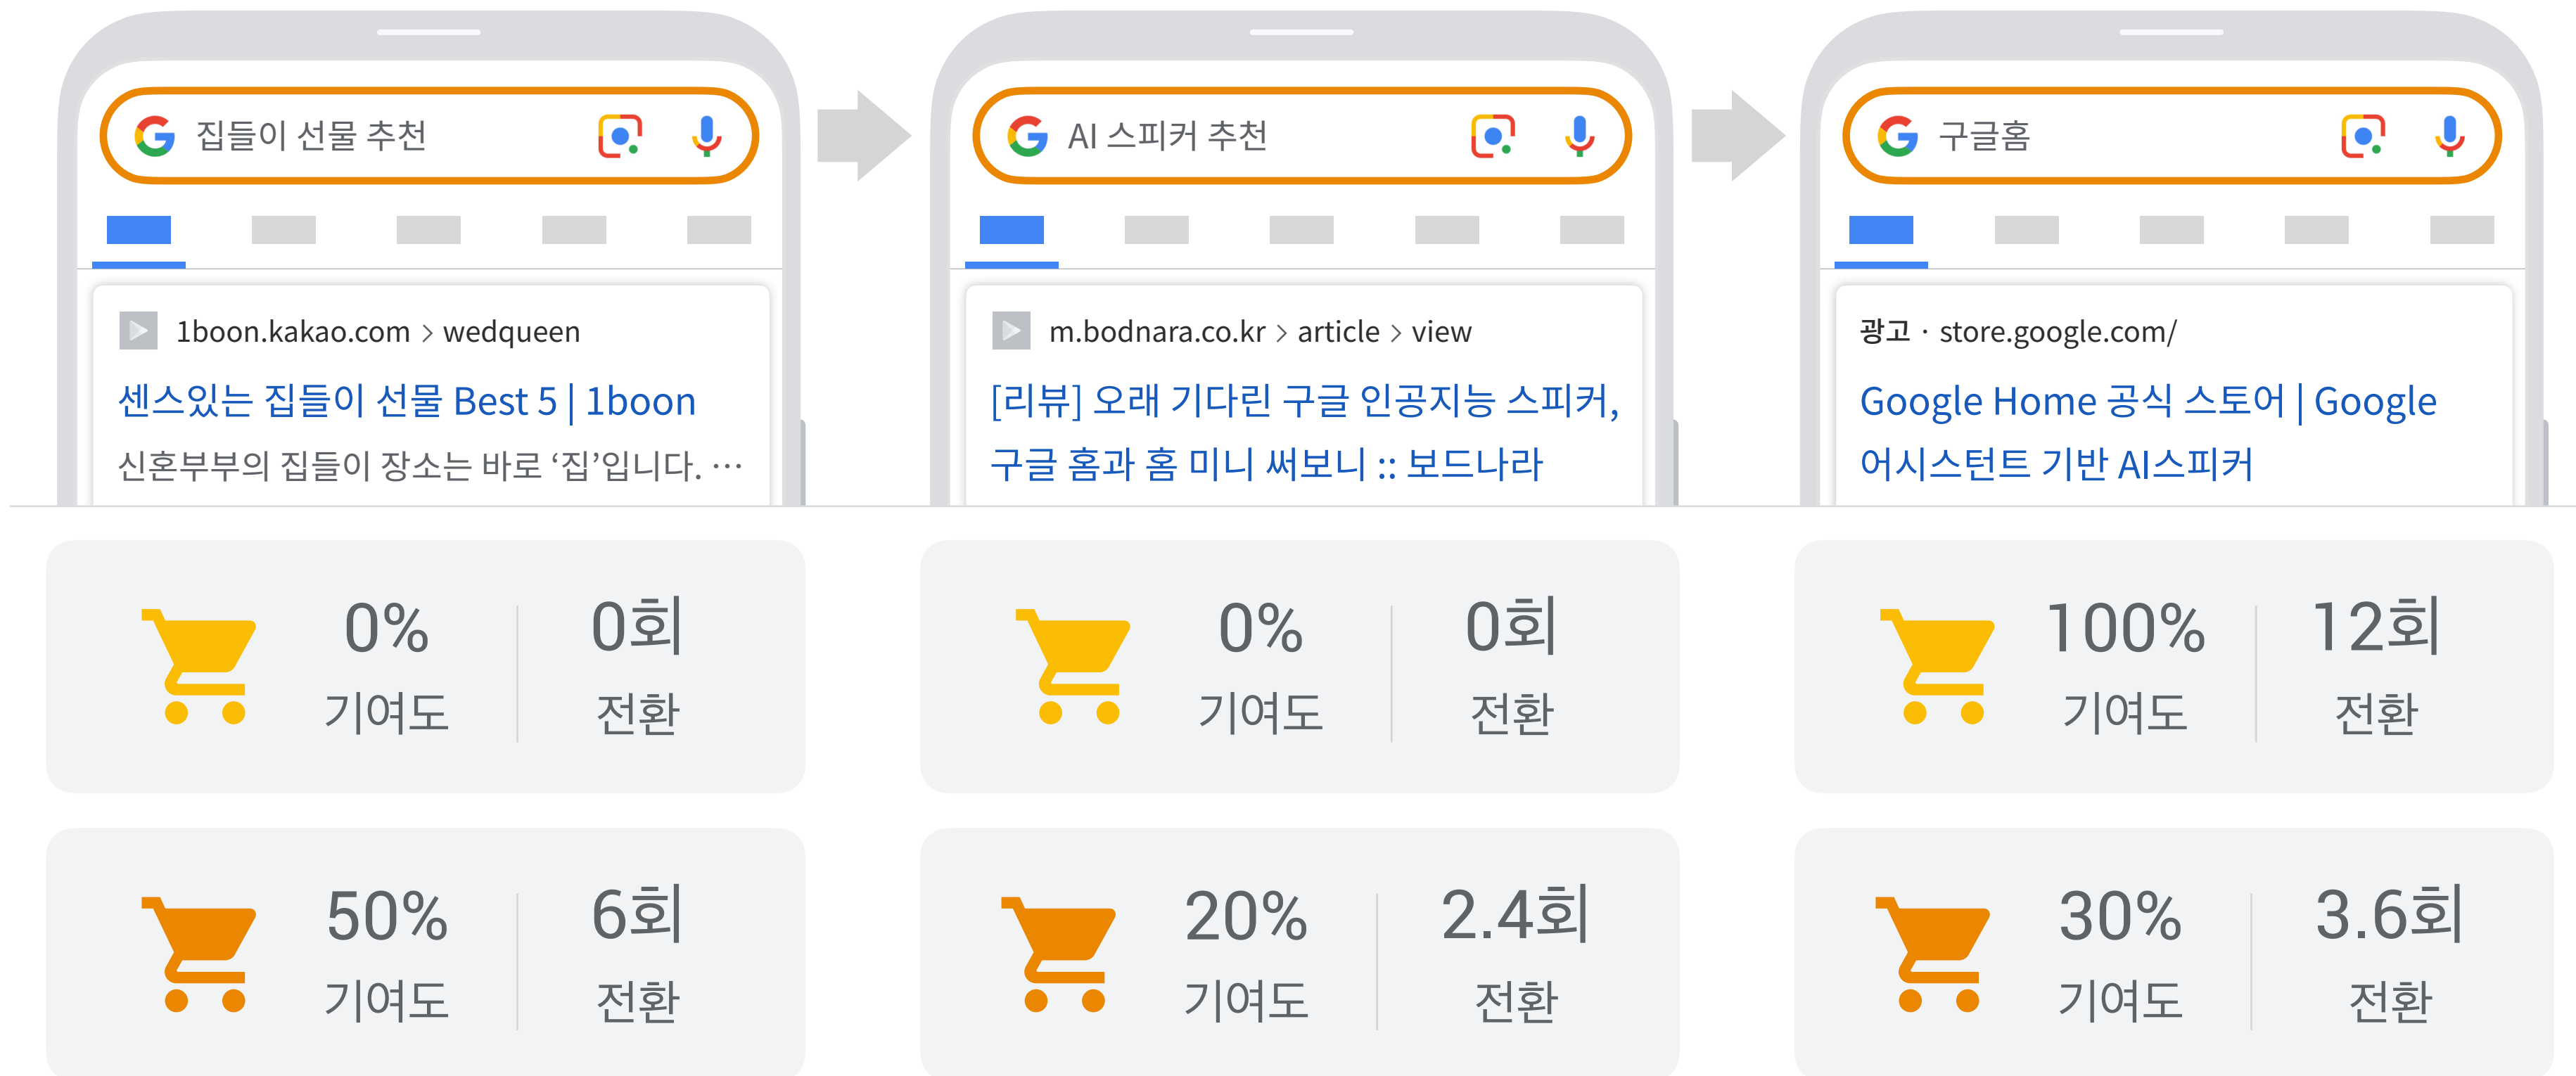 집들이 선물 추천
1boon.kakao.com > wedqueen
센스있는 집들이 선물 Best 5 | 1boon
신혼부부의 집들이 장소는 바로 ‘집’입니다. …
AI 스피커 추천
m.bodnara.co.kr > article > view
[리뷰] 오래 기다린 구글 인공지능 스피커,
구글 홈과 홈 미니 써보니 :: 보드나라
구글홈
광고 · store.google.com/
Google Home 공식 스토어 | Google
어시스턴트 기반 AI스피커
0% 0회
기여도 전환
0% 0회
기여도 전환
100% 12회
기여도 전환
50% 6회
기여도 전환
20% 2.4회
기여도 전환
30% 3.6회
기여도 전환